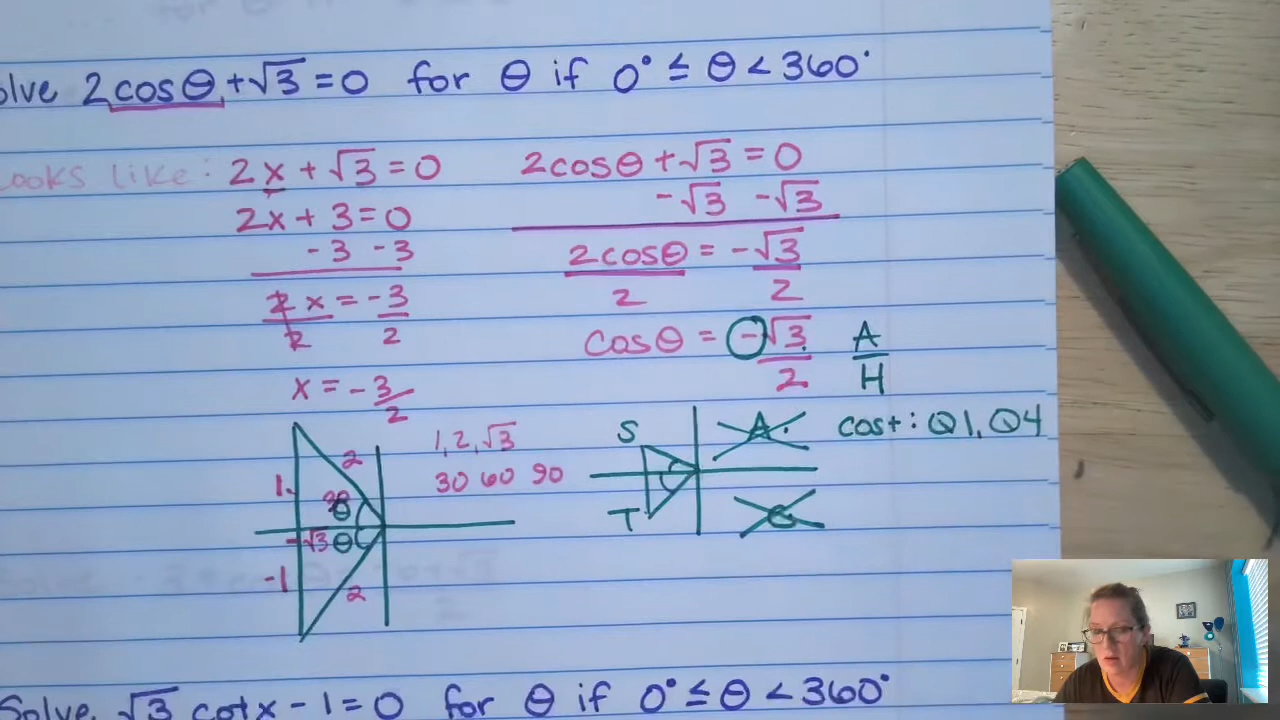 olve 2cosθ + √3 = 0 for θ if 0° ≤ θ < 360°
Looks like: 2x + √3 = 0
2x + 3 = 0
- 3 - 3
2x = -3
2 2
x = -3/2
2cosθ + √3 = 0
- √3 - √3
2cosθ = -√3
2 2
cosθ = -√3
2
A
H
cos+: Q1, Q4
1, 2, √3
30 60 90
S A
T C
2
1
θ
-√3 θ
-1
2
Solve √3 cotx - 1 = 0 for θ if 0° ≤ θ < 360°